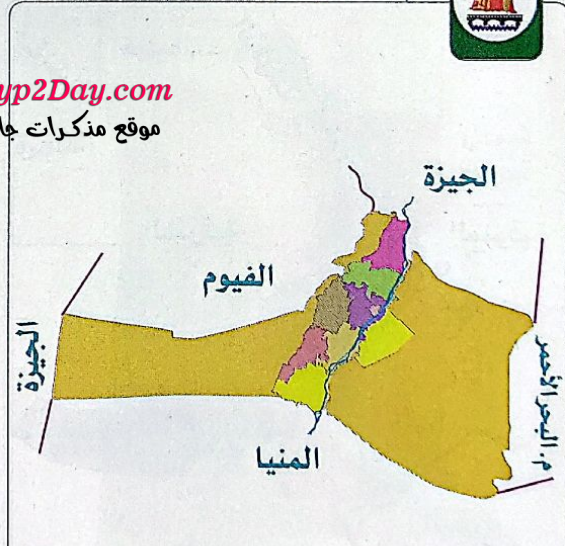 yp2Day.com
موقع مذكرات جا
الجيزة
الفيوم
الجيزة
م. البحر الأحمر
المنيا